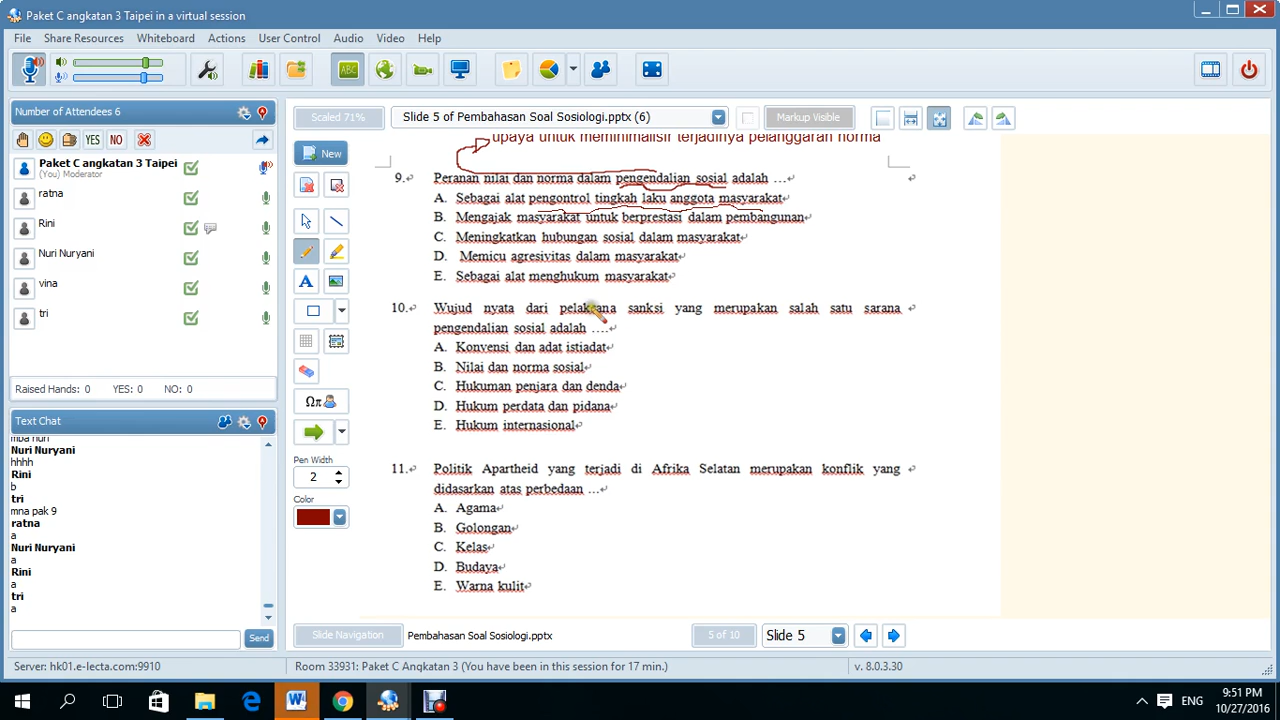 Paket C angkatan 3 Taipei in a virtual session
File Share Resources Whiteboard Actions User Control Audio Video Help
ABC
Number of Attendees 6
YES NO
Paket C angkatan 3 Taipei
(You) Moderator
ratna
Rini
Nuri Nuryani
vina
tri
Raised Hands: 0 YES: 0 NO: 0
Text Chat
mba nuri
Nuri Nuryani
hhhh
Rini
b
tri
mna pak 9
ratna
a
Nuri Nuryani
a
Rini
a
tri
a
Send
Scaled 71%
Slide 5 of Pembahasan Soal Sosiologi.pptx (6)
Markup Visible
New
A
Ωπ
Pen Width
2
Color
upaya untuk meminimalisir terjadinya pelanggaran norma
9. Peranan nilai dan norma dalam pengendalian sosial adalah …
A. Sebagai alat pengontrol tingkah laku anggota masyarakat
B. Mengajak masyarakat untuk berprestasi dalam pembangunan
C. Meningkatkan hubungan sosial dalam masyarakat
D. Memicu agresivitas dalam masyarakat
E. Sebagai alat menghukum masyarakat
10. Wujud nyata dari pelaksana sanksi yang merupakan salah satu sarana
pengendalian sosial adalah ….
A. Konvensi dan adat istiadat
B. Nilai dan norma sosial
C. Hukuman penjara dan denda
D. Hukum perdata dan pidana
E. Hukum internasional
11. Politik Apartheid yang terjadi di Afrika Selatan merupakan konflik yang
didasarkan atas perbedaan …
A. Agama
B. Golongan
C. Kelas
D. Budaya
E. Warna kulit
Slide Navigation
Pembahasan Soal Sosiologi.pptx
5 of 10
Slide 5
Server: hk01.e-lecta.com:9910
Room 33931: Paket C Angkatan 3 (You have been in this session for 17 min.)
v. 8.0.3.30
ENG
9:51 PM
10/27/2016